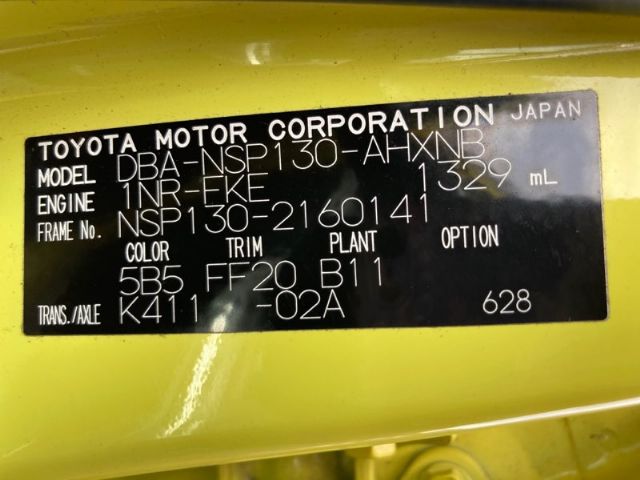 TOYOTA MOTOR CORPORATION JAPAN
MODEL DBA-NSP130-AHXNB
ENGINE 1NR-FKE 1329 mL
FRAME No. NSP130-2160141
COLOR TRIM PLANT OPTION
5B5 FF20 B11
TRANS./AXLE K411 -02A 628